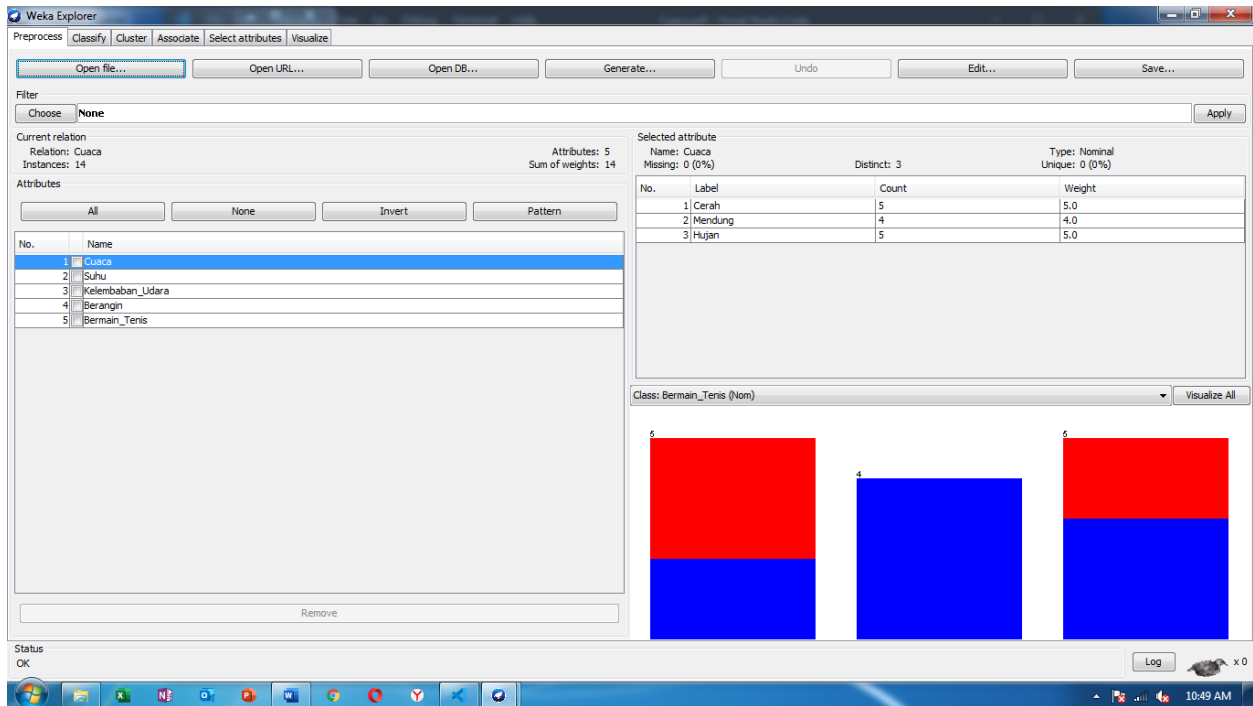 Weka Explorer
Preprocess Classify Cluster Associate Select attributes Visualize
Open file... Open URL... Open DB... Generate... Undo Edit... Save...
Filter
Choose None Apply
Current relation
Relation: Cuaca Attributes: 5
Instances: 14 Sum of weights: 14
Selected attribute
Name: Cuaca Type: Nominal
Missing: 0 (0%) Distinct: 3 Unique: 0 (0%)
Attributes
All None Invert Pattern
No. Name
1 Cuaca
2 Suhu
3 Kelembaban_Udara
4 Berangin
5 Bermain_Tenis
Remove
No. Label Count Weight
1 Cerah 5 5.0
2 Mendung 4 4.0
3 Hujan 5 5.0
Class: Bermain_Tenis (Nom) Visualize All
5 4 5
Status
OK Log x 0
10:49 AM